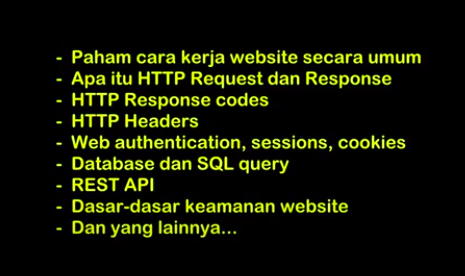 - Paham cara kerja website secara umum
- Apa itu HTTP Request dan Response
- HTTP Response codes
- HTTP Headers
- Web authentication, sessions, cookies
- Database dan SQL query
- REST API
- Dasar-dasar keamanan website
- Dan yang lainnya...